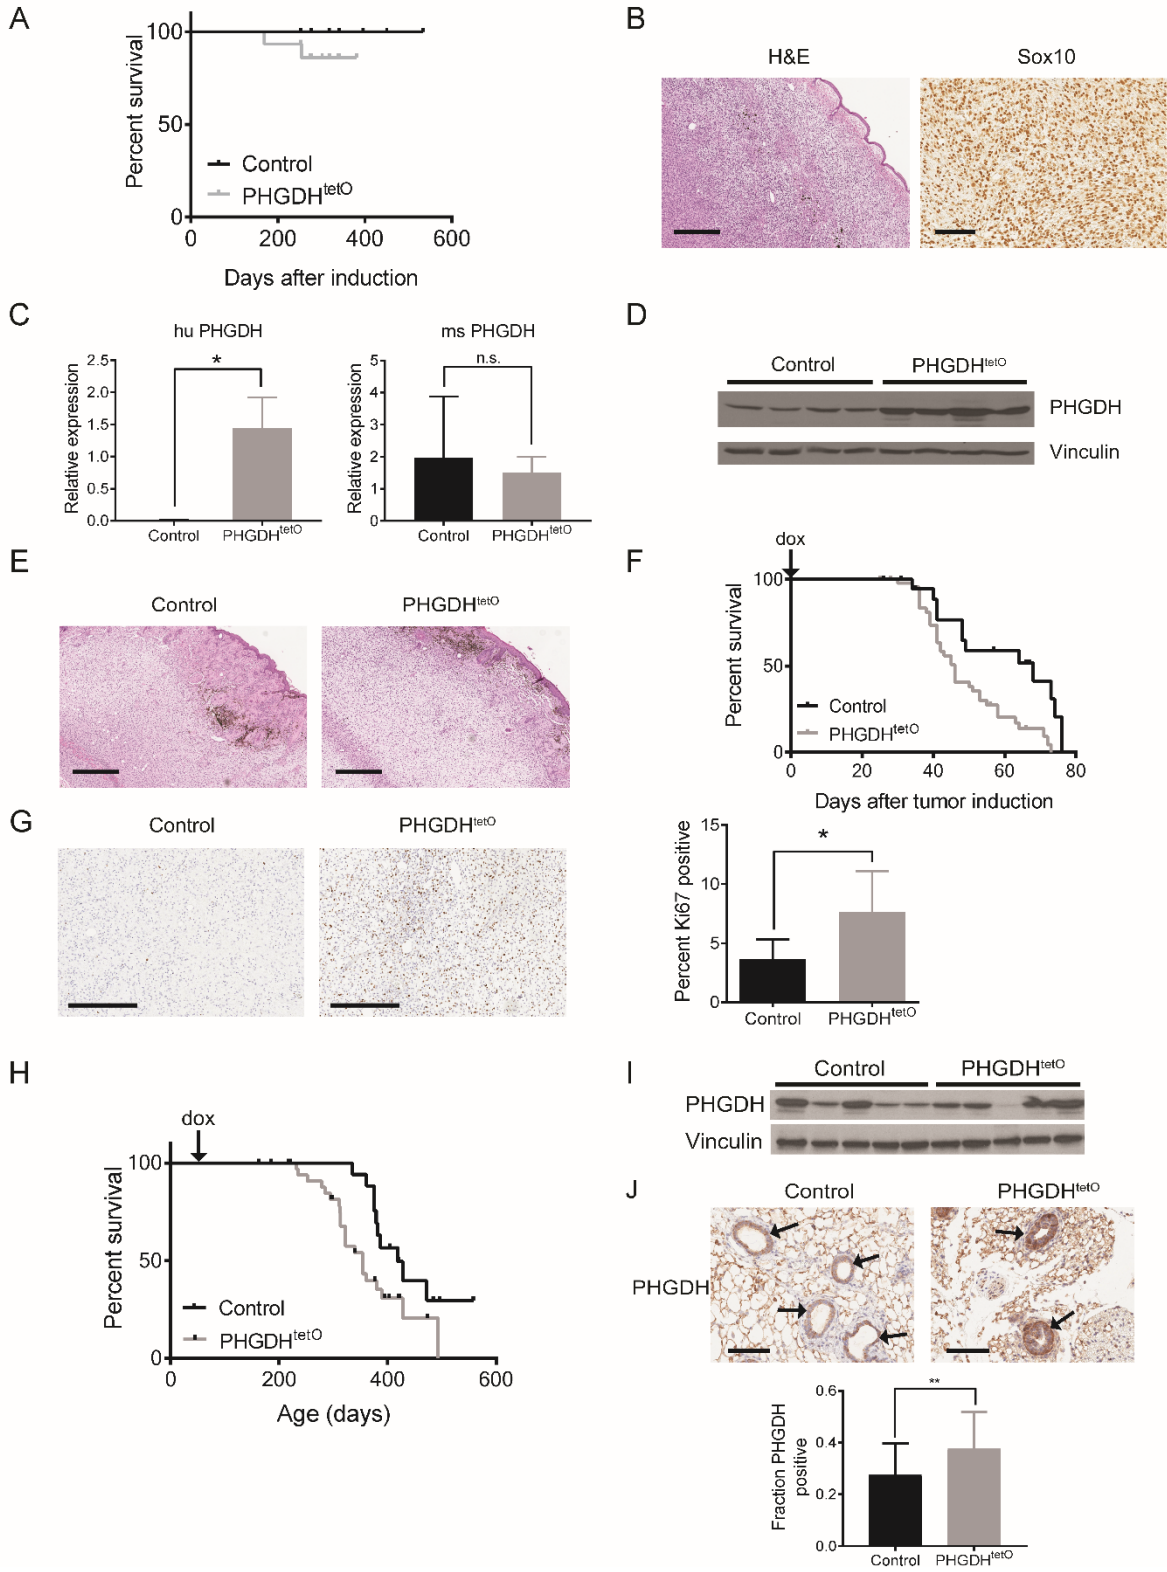 A
Percent survival
100
50
0
Control
PHGDHtetO
0 200 400 600
Days after induction
B
H&E Sox10
C
hu PHGDH
Relative expression
2.5
2.0
1.5
1.0
0.5
0.0
*
Control PHGDHtetO
ms PHGDH
Relative expression
5
4
3
2
1
0
n.s.
Control PHGDHtetO
D
Control PHGDHtetO
PHGDH
Vinculin
E
Control PHGDHtetO
F
dox
Percent survival
100
50
0
Control
PHGDHtetO
0 20 40 60 80
Days after tumor induction
G
Control PHGDHtetO
Percent Ki67 positive
15
10
5
0
*
Control PHGDHtetO
H
dox
Percent survival
100
50
0
Control
PHGDHtetO
0 200 400 600
Age (days)
I
Control PHGDHtetO
PHGDH
Vinculin
J
Control PHGDHtetO
PHGDH
Fraction PHGDH
positive
0.6
0.4
0.2
0.0
**
Control PHGDHtetO